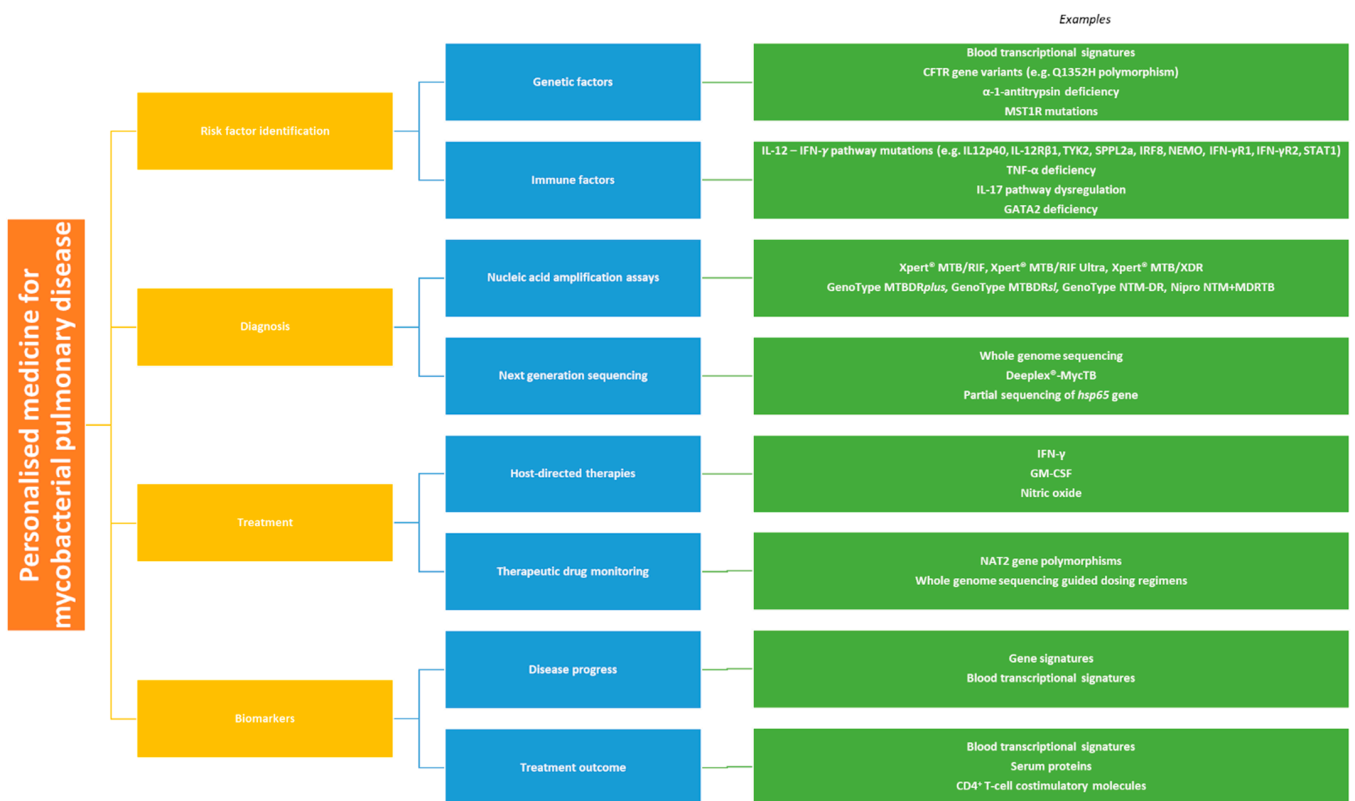 Examples
Personalised medicine for
mycobacterial pulmonary disease
Risk factor identification
Genetic factors
Blood transcriptional signatures
CFTR gene variants (e.g. Q1352H polymorphism)
α-1-antitrypsin deficiency
MST1R mutations
Immune factors
IL-12 – IFN-γ pathway mutations (e.g. IL12p40, IL-12Rβ1, TYK2, SPPL2a, IRF8, NEMO, IFN-γR1, IFN-γR2, STAT1)
TNF-α deficiency
IL-17 pathway dysregulation
GATA2 deficiency
Diagnosis
Nucleic acid amplification assays
Xpert® MTB/RIF, Xpert® MTB/RIF Ultra, Xpert® MTB/XDR
GenoType MTBDRplus, GenoType MTBDRsl, GenoType NTM-DR, Nipro NTM+MDRTB
Next generation sequencing
Whole genome sequencing
Deeplex®-MycTB
Partial sequencing of hsp65 gene
Treatment
Host-directed therapies
IFN-γ
GM-CSF
Nitric oxide
Therapeutic drug monitoring
NAT2 gene polymorphisms
Whole genome sequencing guided dosing regimens
Biomarkers
Disease progress
Gene signatures
Blood transcriptional signatures
Treatment outcome
Blood transcriptional signatures
Serum proteins
CD4⁺ T-cell costimulatory molecules